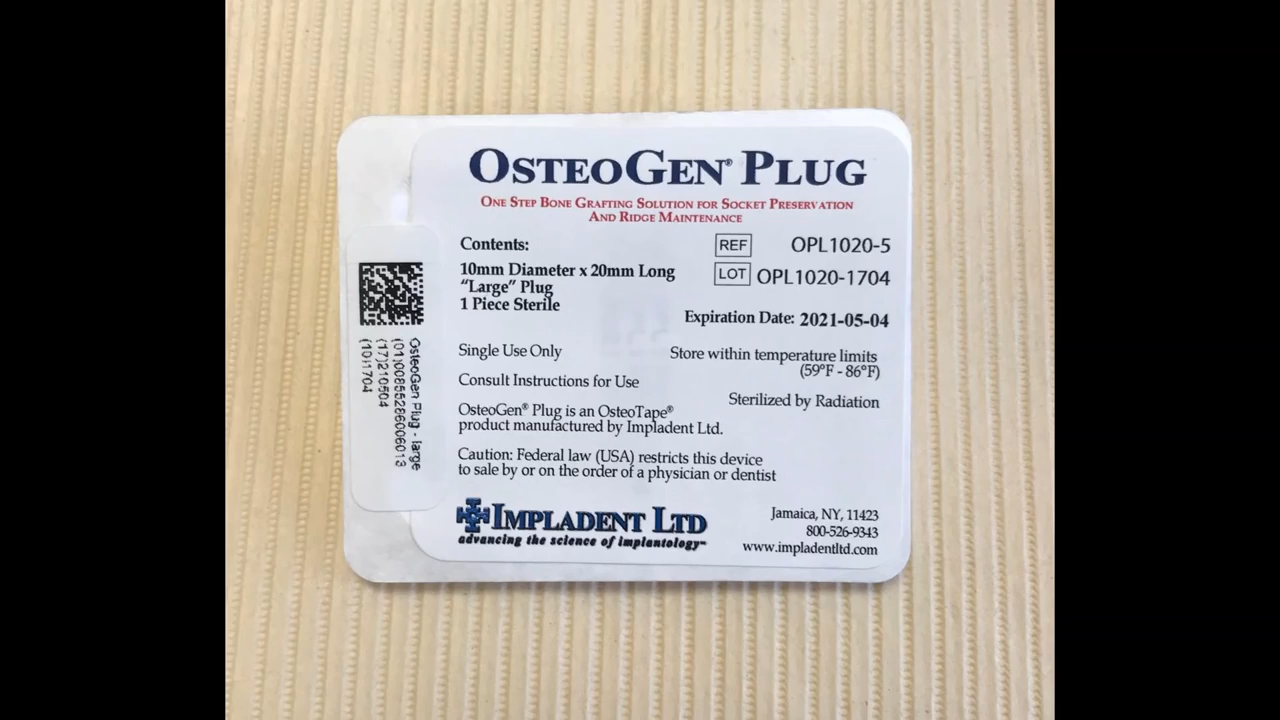 OSTEOGEN® PLUG
ONE STEP BONE GRAFTING SOLUTION FOR SOCKET PRESERVATION
AND RIDGE MAINTENANCE
Contents:
10mm Diameter x 20mm Long
“Large” Plug
1 Piece Sterile
REF OPL1020-5
LOT OPL1020-1704
Expiration Date: 2021-05-04
Single Use Only
Consult Instructions for Use
Store within temperature limits
(59°F - 86°F)
Sterilized by Radiation
OsteoGen® Plug is an OsteoTape®
product manufactured by Impladent Ltd.
Caution: Federal law (USA) restricts this device
to sale by or on the order of a physician or dentist
IMPLADENT LTD
advancing the science of implantology™
Jamaica, NY, 11423
800-526-9343
www.impladentltd.com
OsteoGen Plug - large
(01)00855286006013
(17)210504
(10)1704